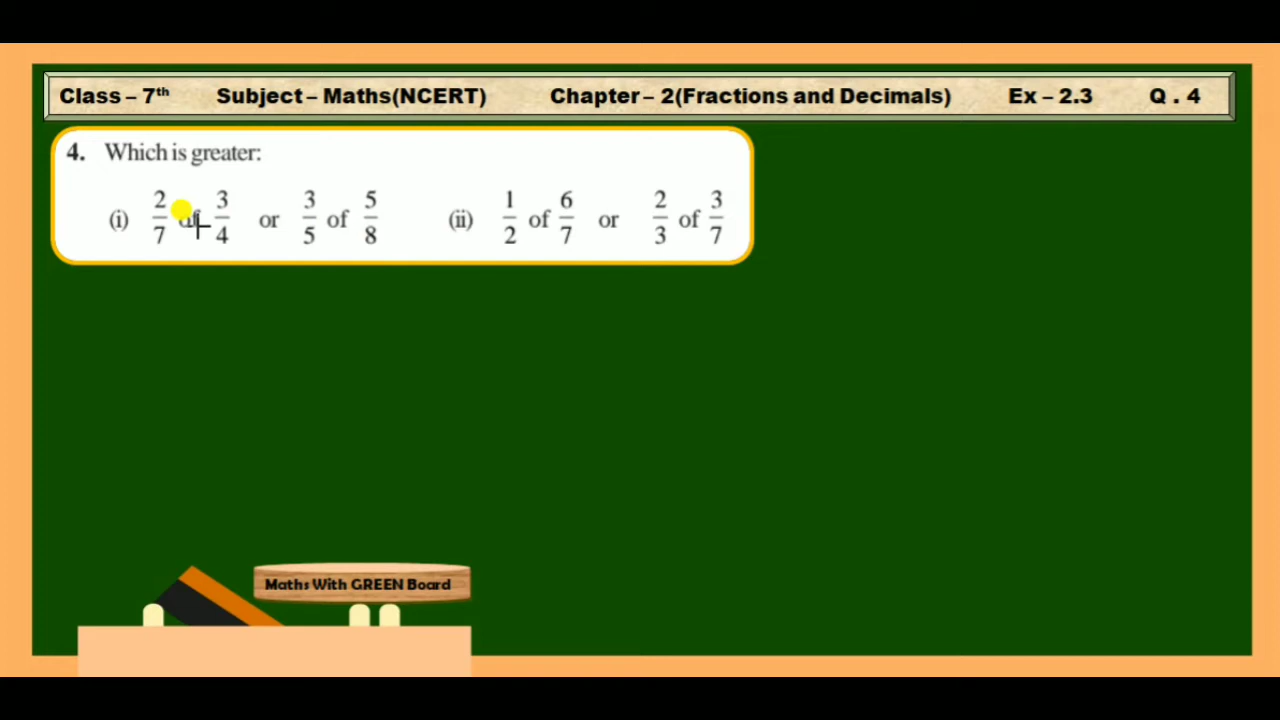 Class – 7th Subject – Maths(NCERT) Chapter – 2(Fractions and Decimals) Ex – 2.3 Q . 4
4. Which is greater:
(i) 2/7 of 3/4 or 3/5 of 5/8 (ii) 1/2 of 6/7 or 2/3 of 3/7
Maths With GREEN Board